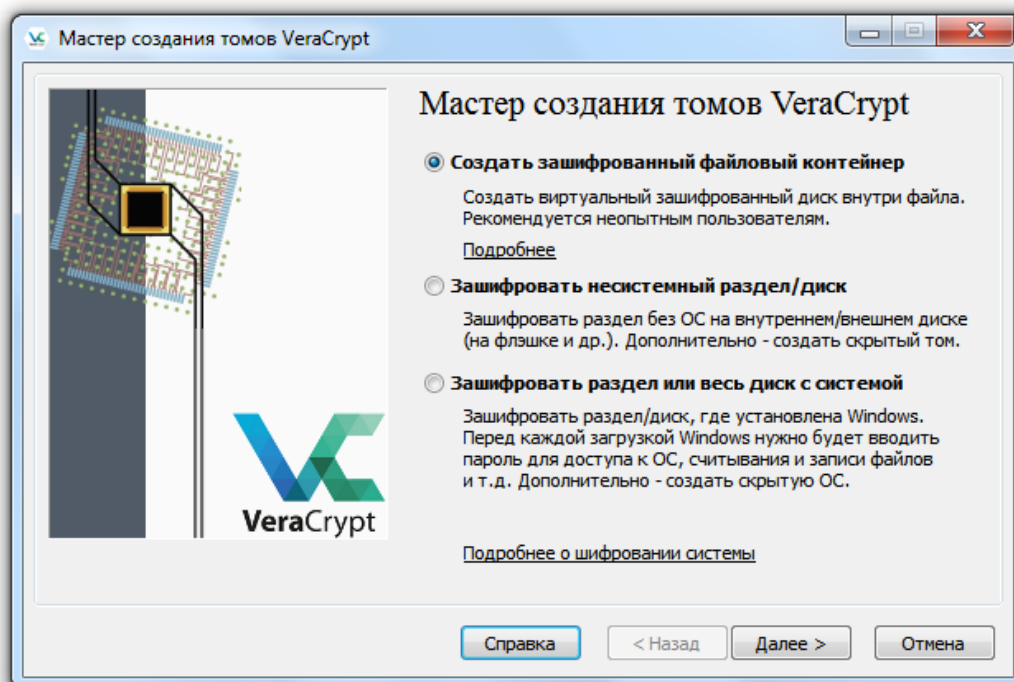 Мастер создания томов VeraCrypt
Мастер создания томов VeraCrypt
Создать зашифрованный файловый контейнер
Создать виртуальный зашифрованный диск внутри файла.
Рекомендуется неопытным пользователям.
Подробнее
Зашифровать несистемный раздел/диск
Зашифровать раздел без ОС на внутреннем/внешнем диске
(на флэшке и др.). Дополнительно - создать скрытый том.
Зашифровать раздел или весь диск с системой
Зашифровать раздел/диск, где установлена Windows.
Перед каждой загрузкой Windows нужно будет вводить
пароль для доступа к ОС, считывания и записи файлов
и т.д. Дополнительно - создать скрытую ОС.
VeraCrypt
Подробнее о шифровании системы
Справка
< Назад
Далее >
Отмена